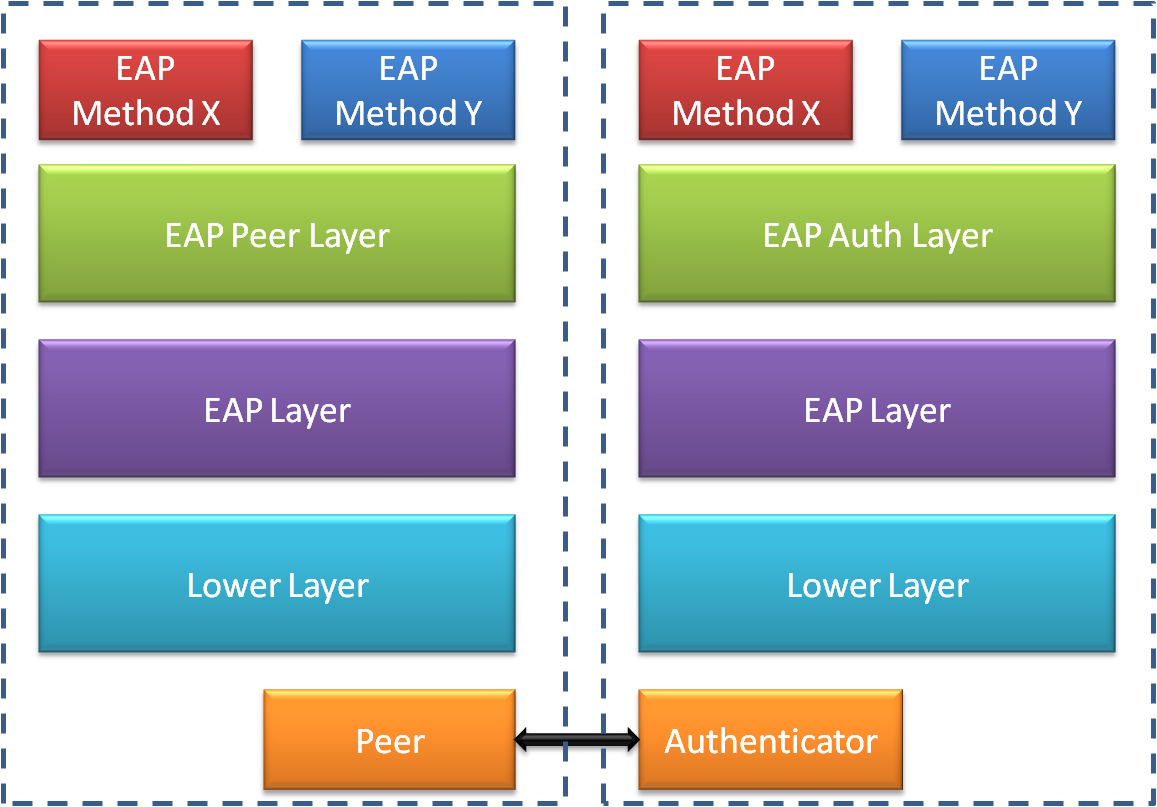 EAP
Method X
EAP
Method Y
EAP Peer Layer
EAP Layer
Lower Layer
Peer
EAP
Method X
EAP
Method Y
EAP Auth Layer
EAP Layer
Lower Layer
Authenticator